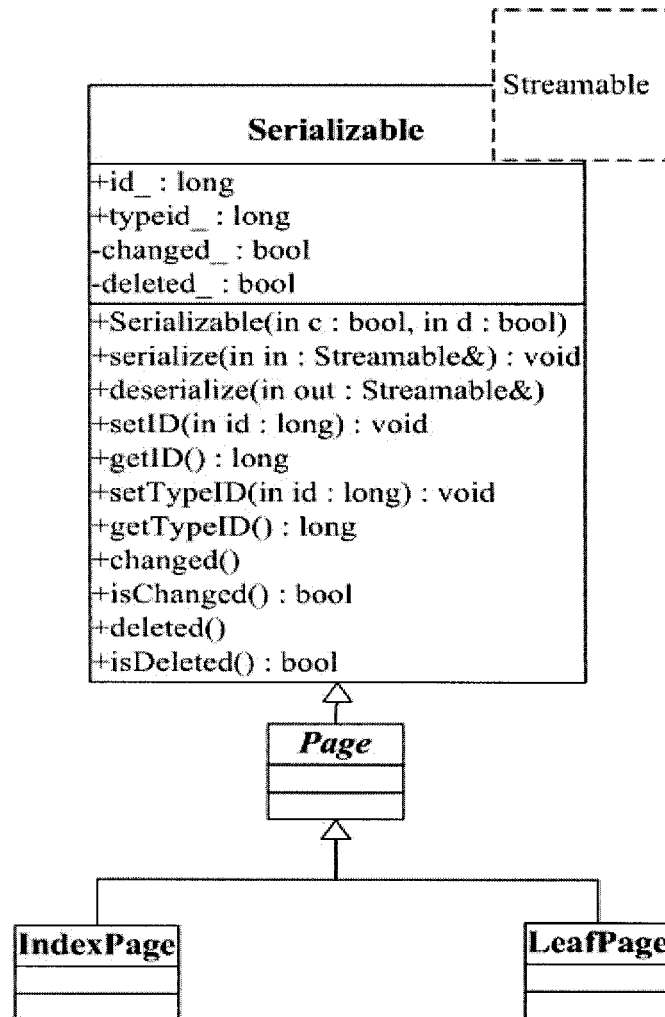 Streamable
Serializable
+id_ : long
+typeid_ : long
-changed_ : bool
-deleted_ : bool
+Serializable(in c : bool, in d : bool)
+serialize(in in : Streamable&) : void
+deserialize(in out : Streamable&)
+setID(in id : long) : void
+getID() : long
+setTypeID(in id : long) : void
+getTypeID() : long
+changed()
+isChanged() : bool
+deleted()
+isDeleted() : bool
Page
IndexPage
LeafPage